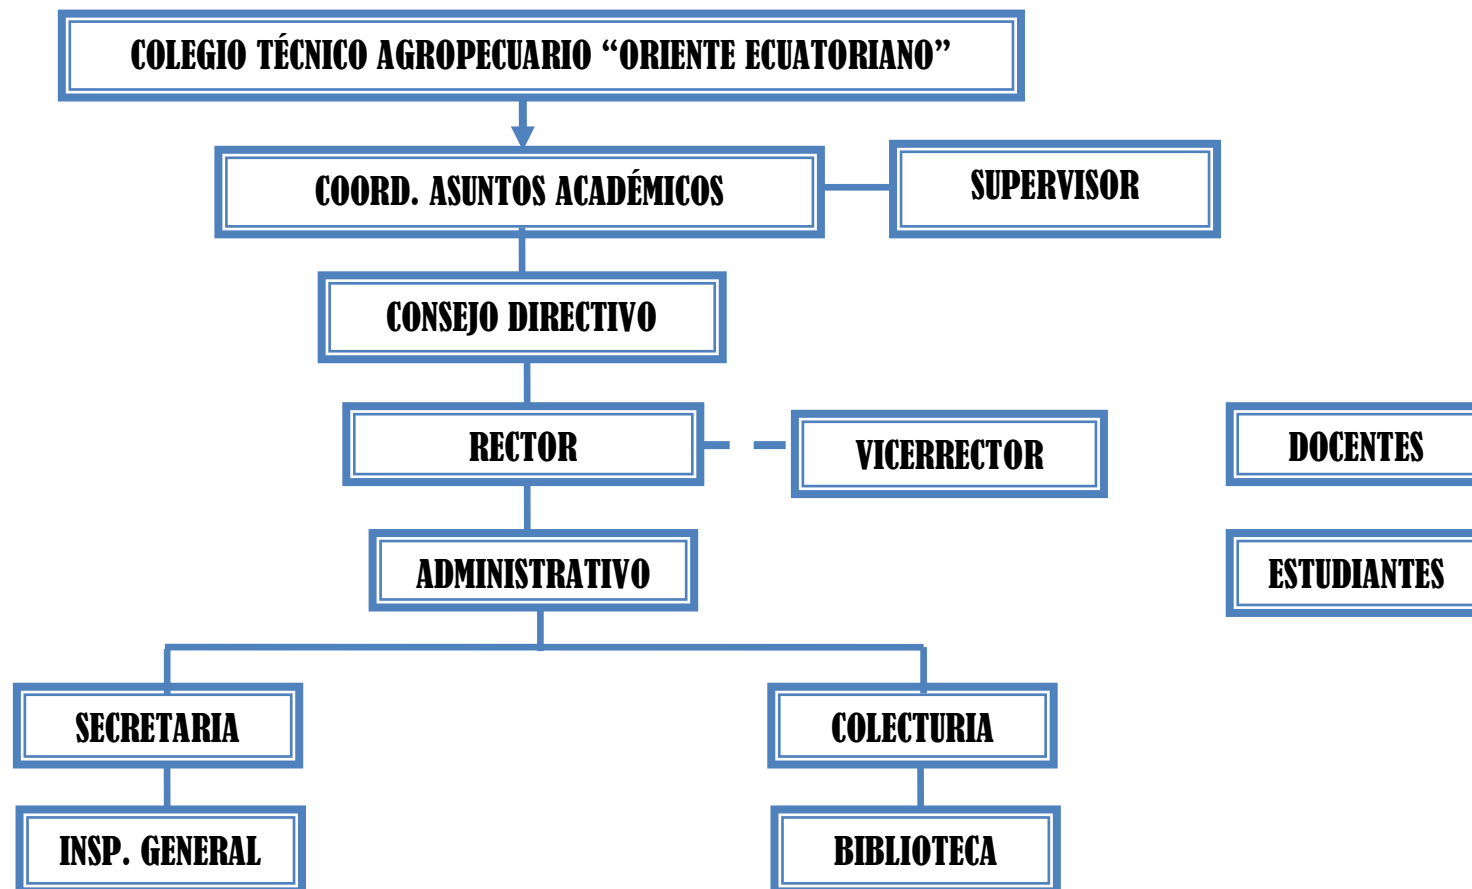 COLEGIO TÉCNICO AGROPECUARIO “ORIENTE ECUATORIANO”
COORD. ASUNTOS ACADÉMICOS
SUPERVISOR
CONSEJO DIRECTIVO
RECTOR
VICERRECTOR
DOCENTES
ADMINISTRATIVO
ESTUDIANTES
SECRETARIA
COLECTURIA
INSP. GENERAL
BIBLIOTECA